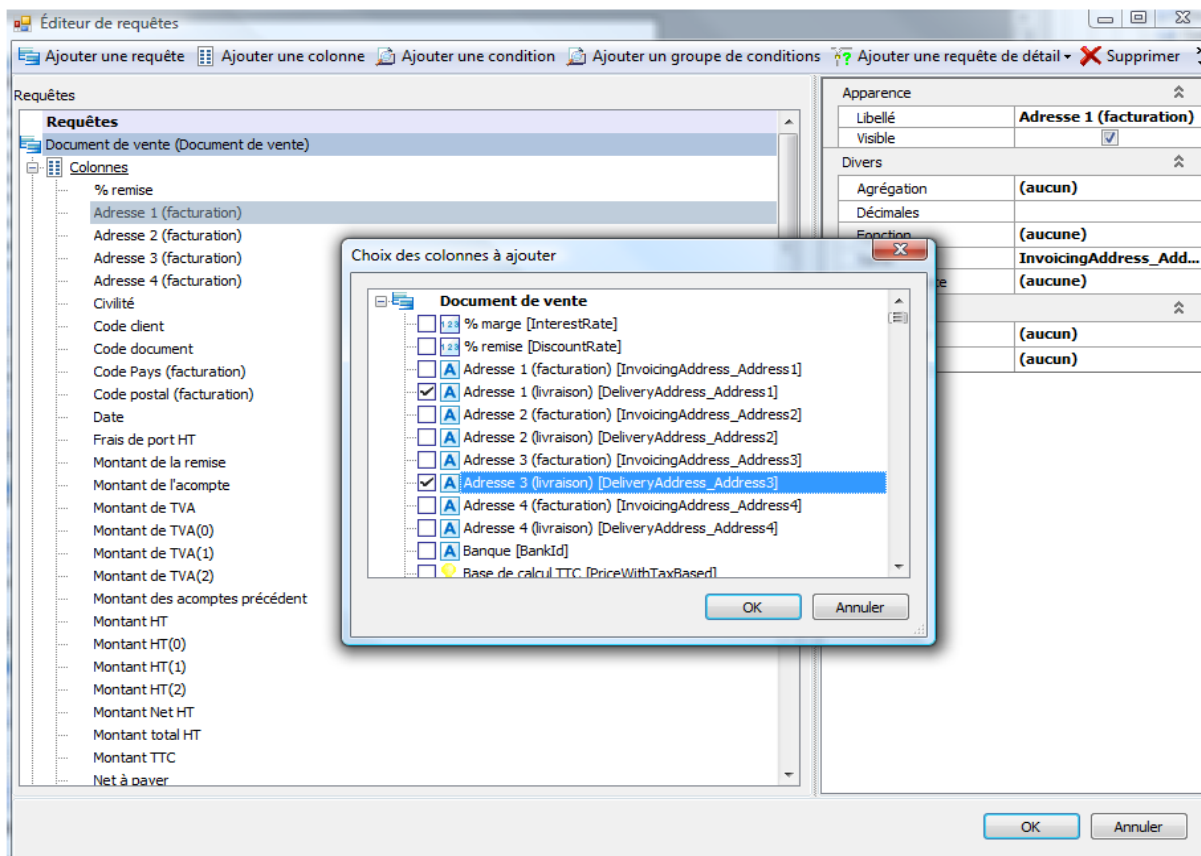 Éditeur de requêtes
Ajouter une requête Ajouter une colonne Ajouter une condition Ajouter un groupe de conditions Ajouter une requête de détail Supprimer
Requêtes
Requêtes
Document de vente (Document de vente)
Colonnes
% remise
Adresse 1 (facturation)
Adresse 2 (facturation)
Adresse 3 (facturation)
Adresse 4 (facturation)
Civilité
Code client
Code document
Code Pays (facturation)
Code postal (facturation)
Date
Frais de port HT
Montant de la remise
Montant de l'acompte
Montant de TVA
Montant de TVA(0)
Montant de TVA(1)
Montant de TVA(2)
Montant des acomptes précédent
Montant HT
Montant HT(0)
Montant HT(1)
Montant HT(2)
Montant Net HT
Montant total HT
Montant TTC
Net à payer
Apparence
Libellé Adresse 1 (facturation)
Visible
Divers
Agrégation (aucun)
Décimales
Fonction (aucune)
InvoicingAddress_Add...
(aucune)
(aucun)
(aucun)
Choix des colonnes à ajouter
Document de vente
% marge [InterestRate]
% remise [DiscountRate]
Adresse 1 (facturation) [InvoicingAddress_Address1]
Adresse 1 (livraison) [DeliveryAddress_Address1]
Adresse 2 (facturation) [InvoicingAddress_Address2]
Adresse 2 (livraison) [DeliveryAddress_Address2]
Adresse 3 (facturation) [InvoicingAddress_Address3]
Adresse 3 (livraison) [DeliveryAddress_Address3]
Adresse 4 (facturation) [InvoicingAddress_Address4]
Adresse 4 (livraison) [DeliveryAddress_Address4]
Banque [BankId]
Base de calcul TTC [PriceWithTaxBased]
OK Annuler
OK Annuler